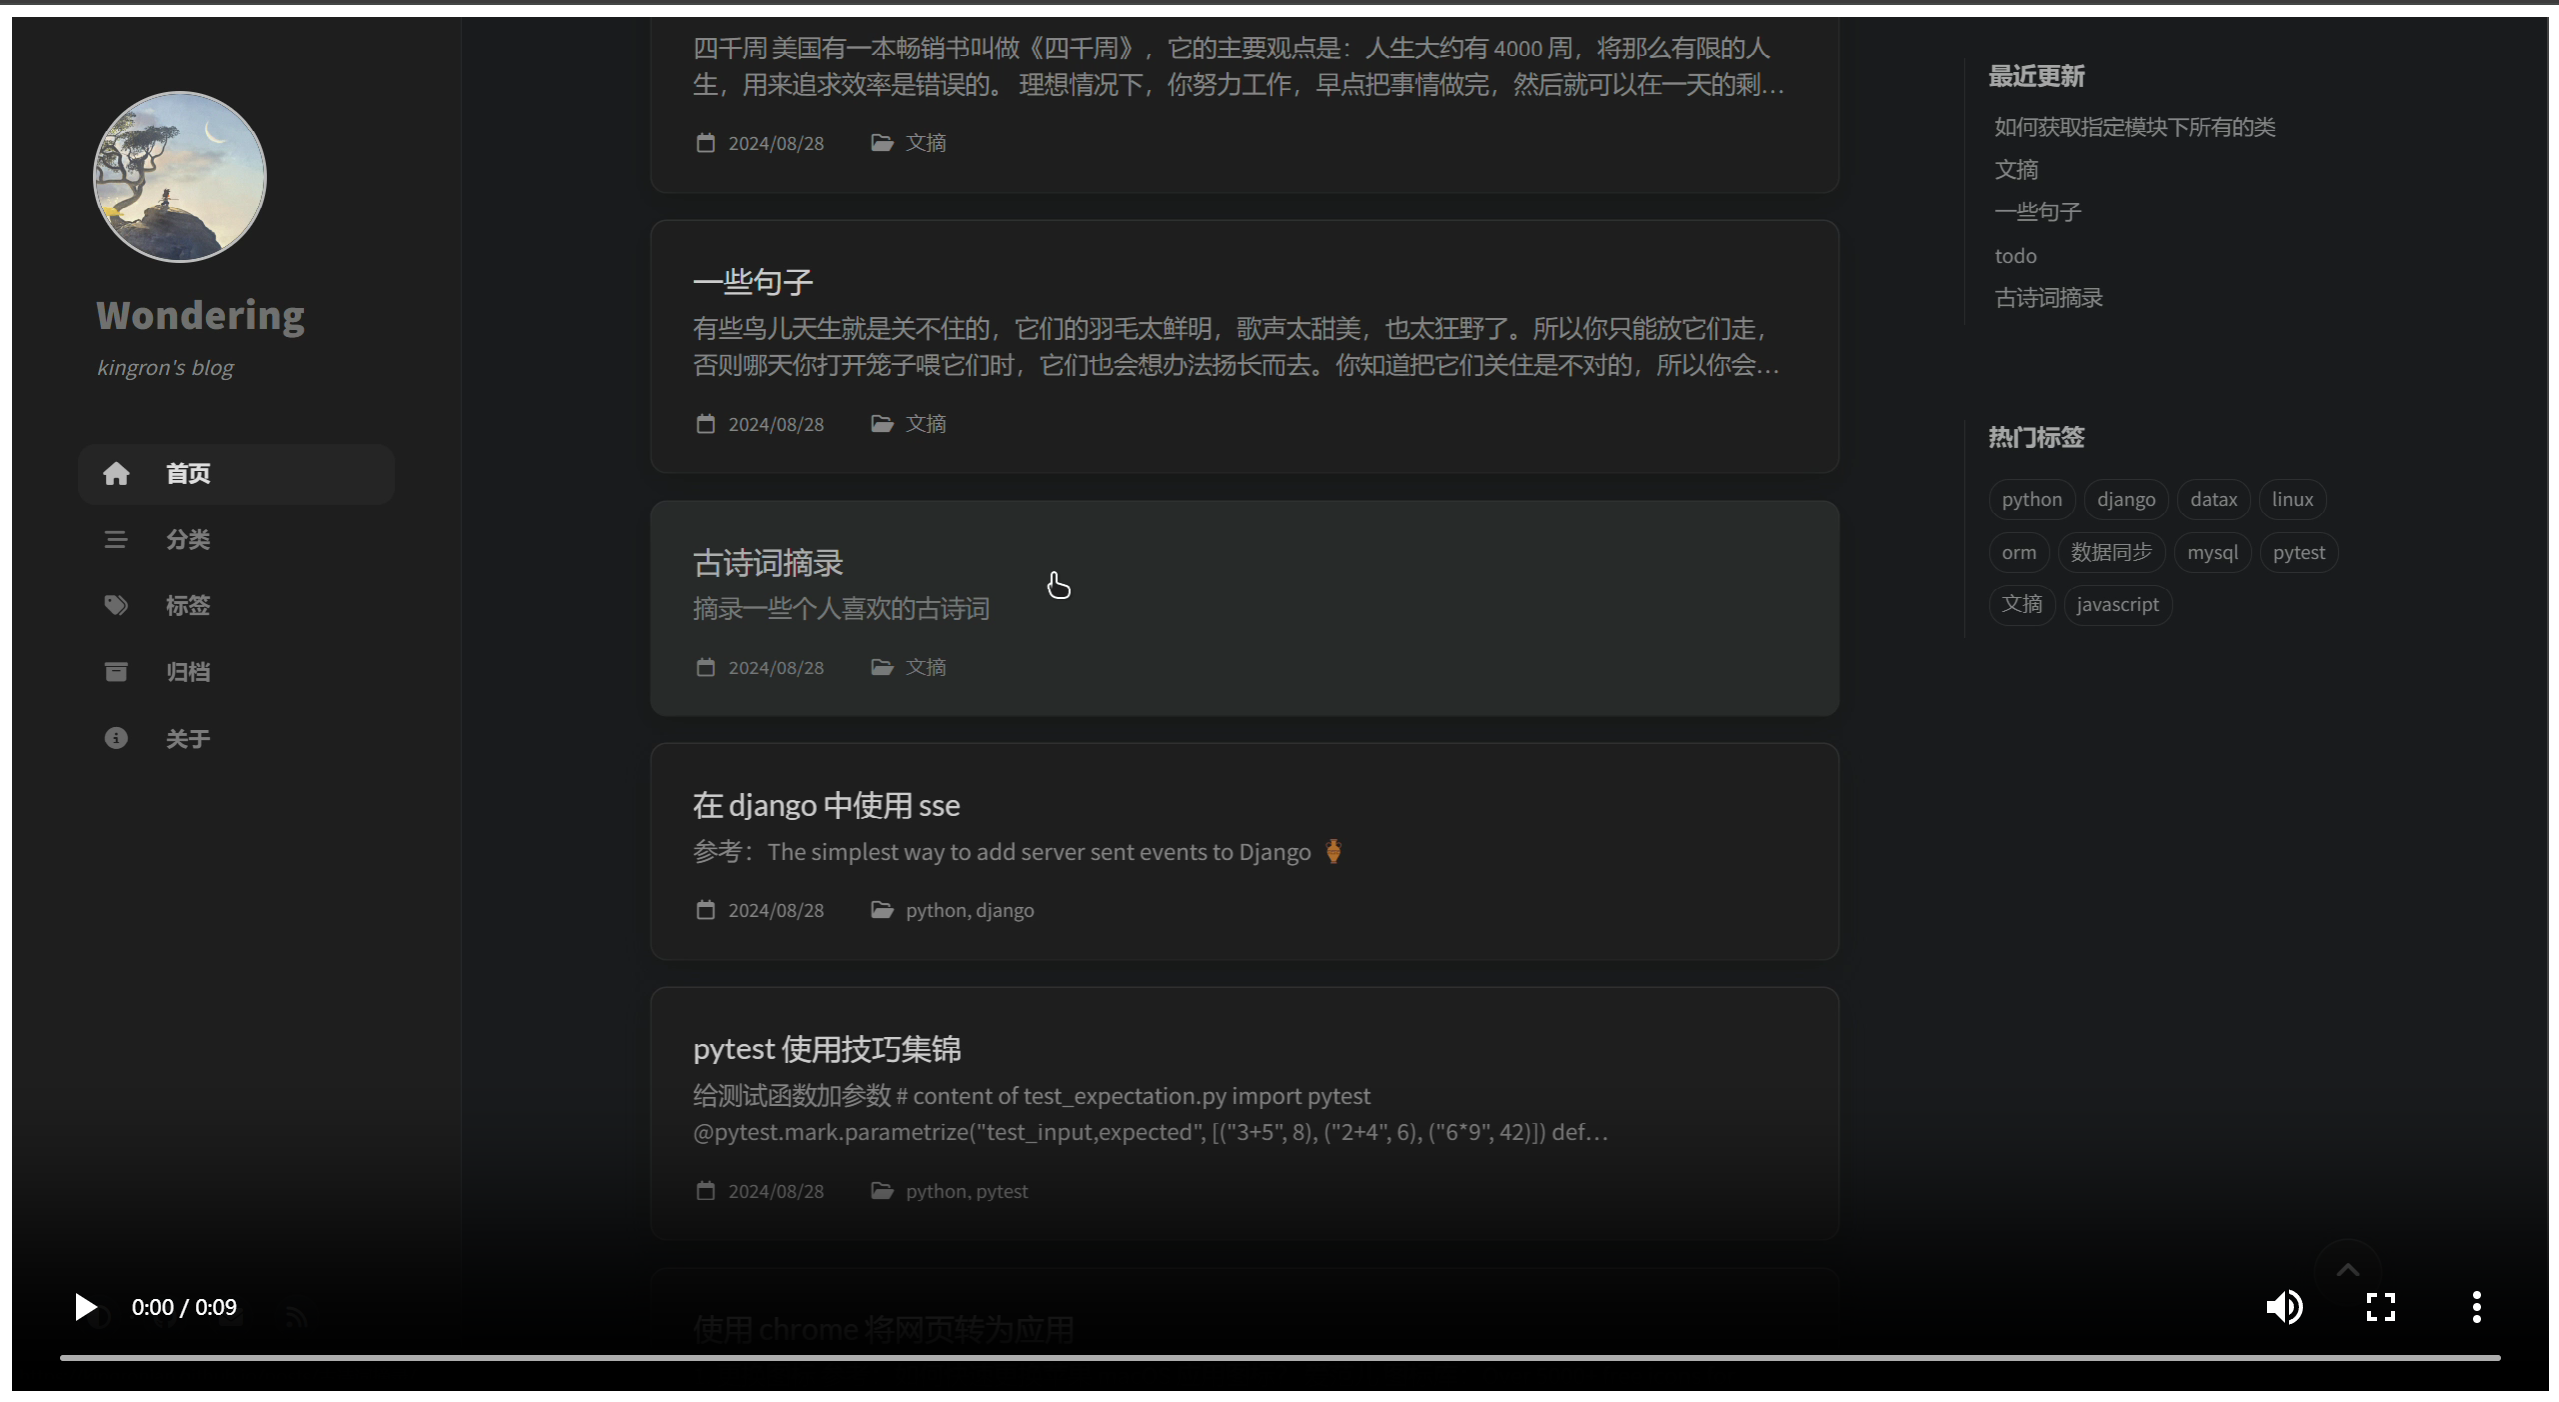 Wondering
kingron's blog
首页
分类
标签
归档
关于
四千周 美国有一本畅销书叫做《四千周》，它的主要观点是：人生大约有 4000 周，将那么有限的人
生，用来追求效率是错误的。 理想情况下，你努力工作，早点把事情做完，然后就可以在一天的剩…
2024/08/28 文摘
一些句子
有些鸟儿天生就是关不住的，它们的羽毛太鲜明，歌声太甜美，也太狂野了。所以你只能放它们走，
否则哪天你打开笼子喂它们时，它们也会想办法扬长而去。你知道把它们关住是不对的，所以你会…
2024/08/28 文摘
古诗词摘录
摘录一些个人喜欢的古诗词
2024/08/28 文摘
在 django 中使用 sse
参考：The simplest way to add server sent events to Django 🏺
2024/08/28 python, django
pytest 使用技巧集锦
给测试函数加参数 # content of test_expectation.py import pytest
@pytest.mark.parametrize("test_input,expected", [("3+5", 8), ("2+4", 6), ("6*9", 42)]) def…
2024/08/28 python, pytest
使用 chrome 将网页转为应用
最近更新
如何获取指定模块下所有的类
文摘
一些句子
todo
古诗词摘录
热门标签
python django datax linux
orm 数据同步 mysql pytest
文摘 javascript
0:00 / 0:09